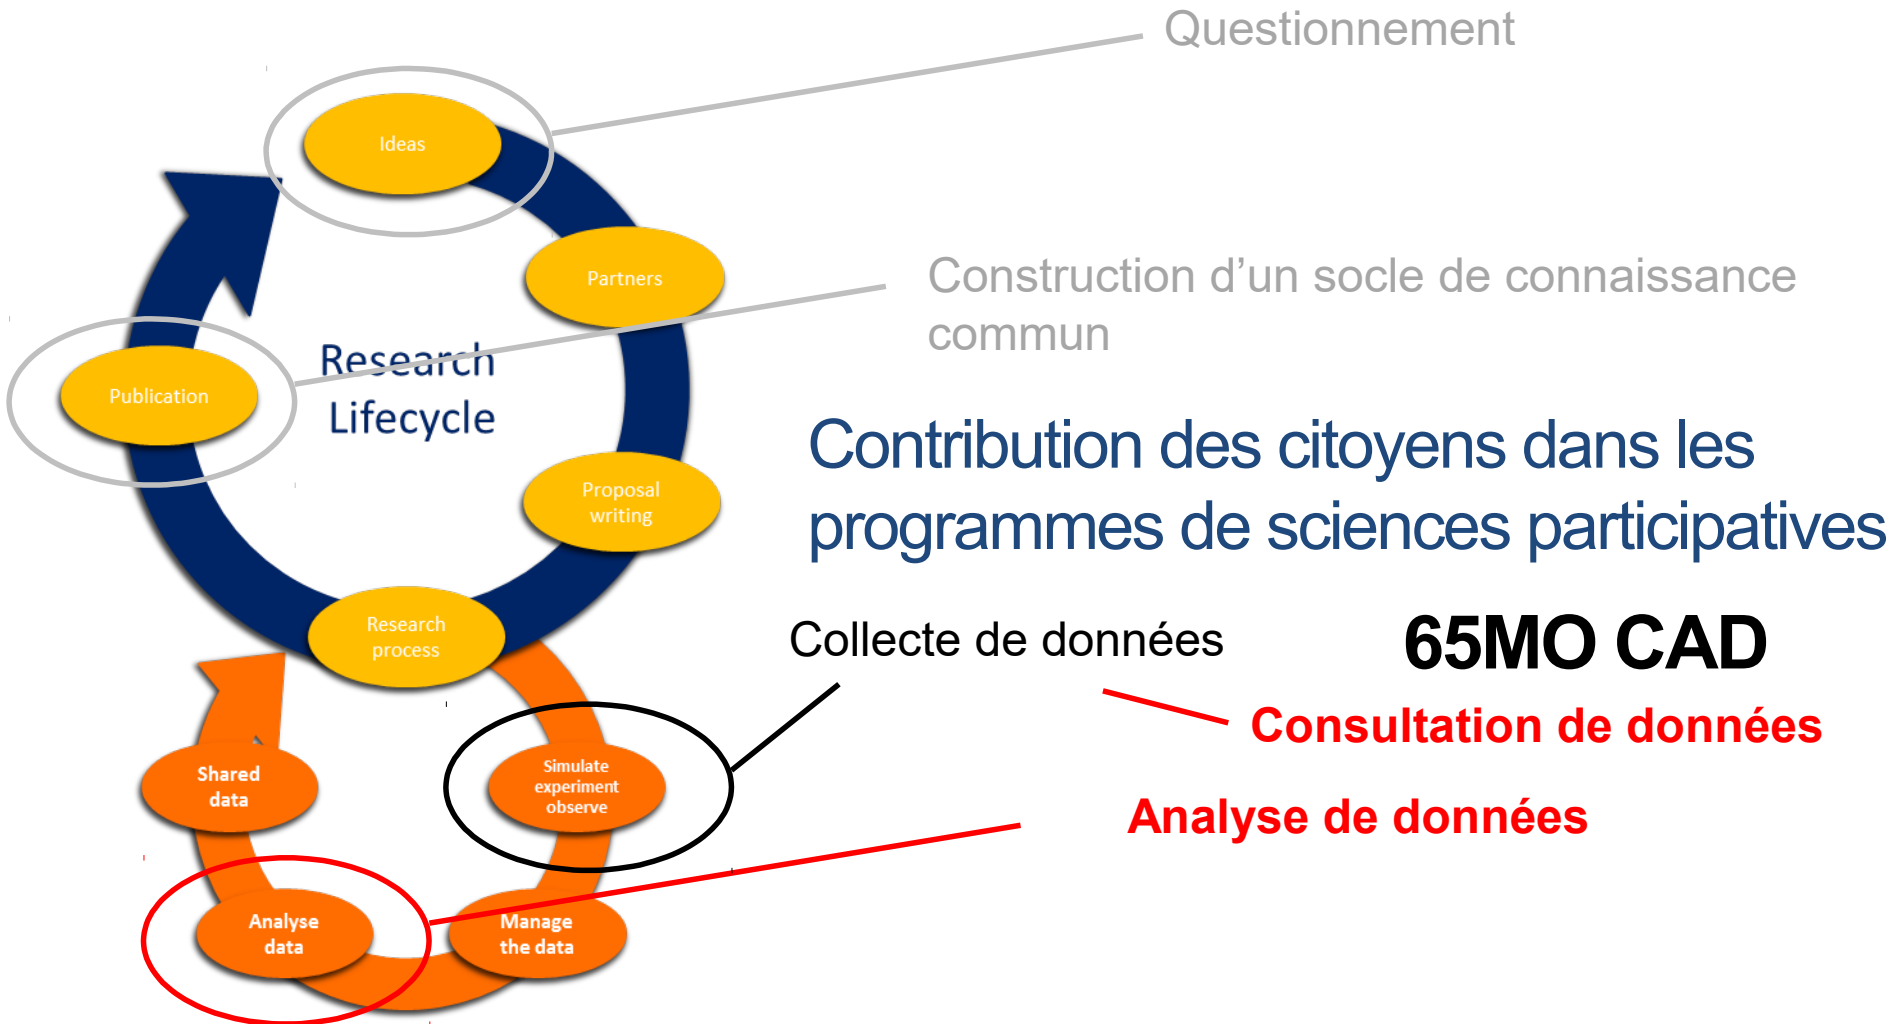 Questionnement
Ideas
Partners
Construction d’un socle de connaissance
commun
Research
Lifecycle
Publication
Contribution des citoyens dans les
programmes de sciences participatives
Proposal
writing
Research
process
Collecte de données
65MO CAD
Consultation de données
Shared
data
Simulate
experiment
observe
Analyse de données
Analyse
data
Manage
the data